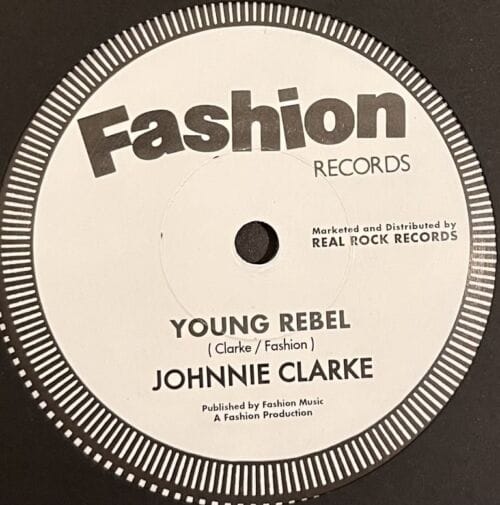 Fashion
RECORDS
Marketed and Distributed by
REAL ROCK RECORDS
YOUNG REBEL
( Clarke / Fashion )
JOHNNIE CLARKE
Published by Fashion Music
A Fashion Production